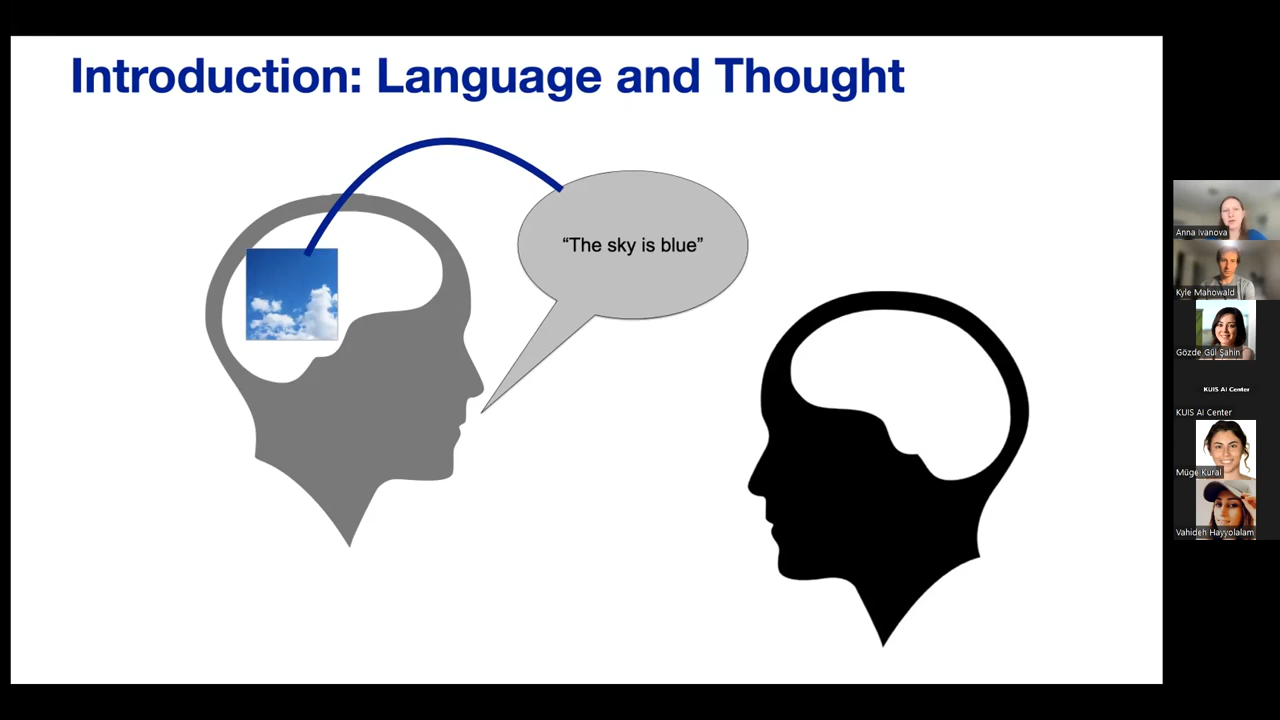 Introduction: Language and Thought
“The sky is blue”
Anna Ivanova
Kyle Mahowald
Gözde Gül Şahin
KUIS AI Center
KUIS AI Center
Müge Kural
Vahideh Hayyolalam